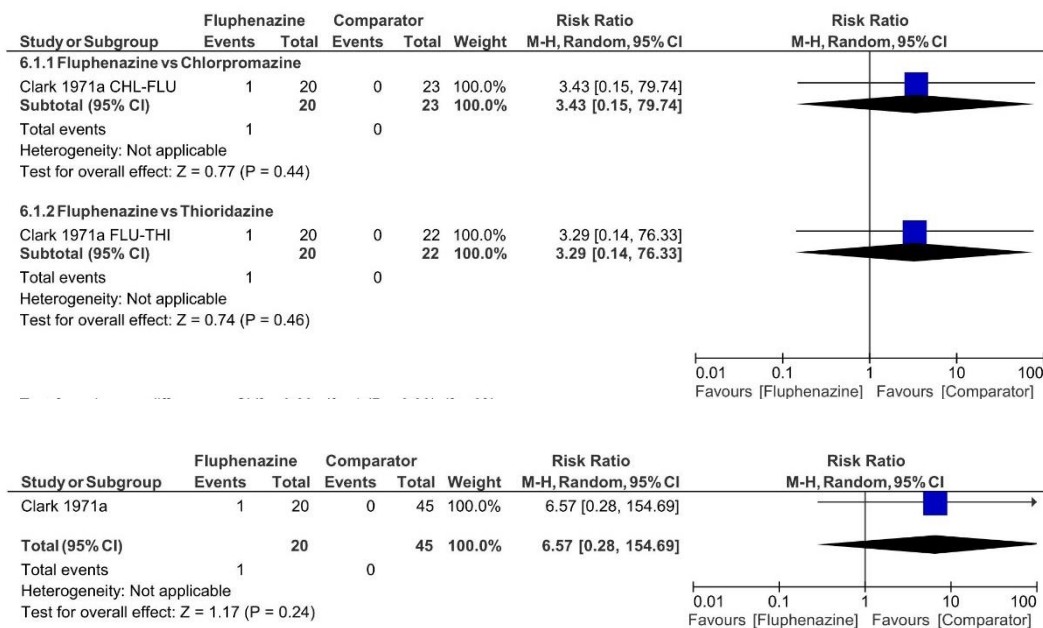 Fluphenazine Comparator Risk Ratio Risk Ratio
Study or Subgroup Events Total Events Total Weight M-H, Random, 95% CI M-H, Random, 95% CI
6.1.1 Fluphenazine vs Chlorpromazine
Clark 1971a CHL-FLU 1 20 0 23 100.0% 3.43 [0.15, 79.74]
Subtotal (95% CI) 20 23 100.0% 3.43 [0.15, 79.74]
Total events 1 0
Heterogeneity: Not applicable
Test for overall effect: Z = 0.77 (P = 0.44)
6.1.2 Fluphenazine vs Thioridazine
Clark 1971a FLU-THI 1 20 0 22 100.0% 3.29 [0.14, 76.33]
Subtotal (95% CI) 20 22 100.0% 3.29 [0.14, 76.33]
Total events 1 0
Heterogeneity: Not applicable
Test for overall effect: Z = 0.74 (P = 0.46)
0.01 0.1 1 10 100
Favours [Fluphenazine] Favours [Comparator]
Fluphenazine Comparator Risk Ratio Risk Ratio
Study or Subgroup Events Total Events Total Weight M-H, Random, 95% CI M-H, Random, 95% CI
Clark 1971a 1 20 0 45 100.0% 6.57 [0.28, 154.69]
Total (95% CI) 20 45 100.0% 6.57 [0.28, 154.69]
Total events 1 0
Heterogeneity: Not applicable
Test for overall effect: Z = 1.17 (P = 0.24)
0.01 0.1 1 10 100
Favours [Fluphenazine] Favours [Comparator]